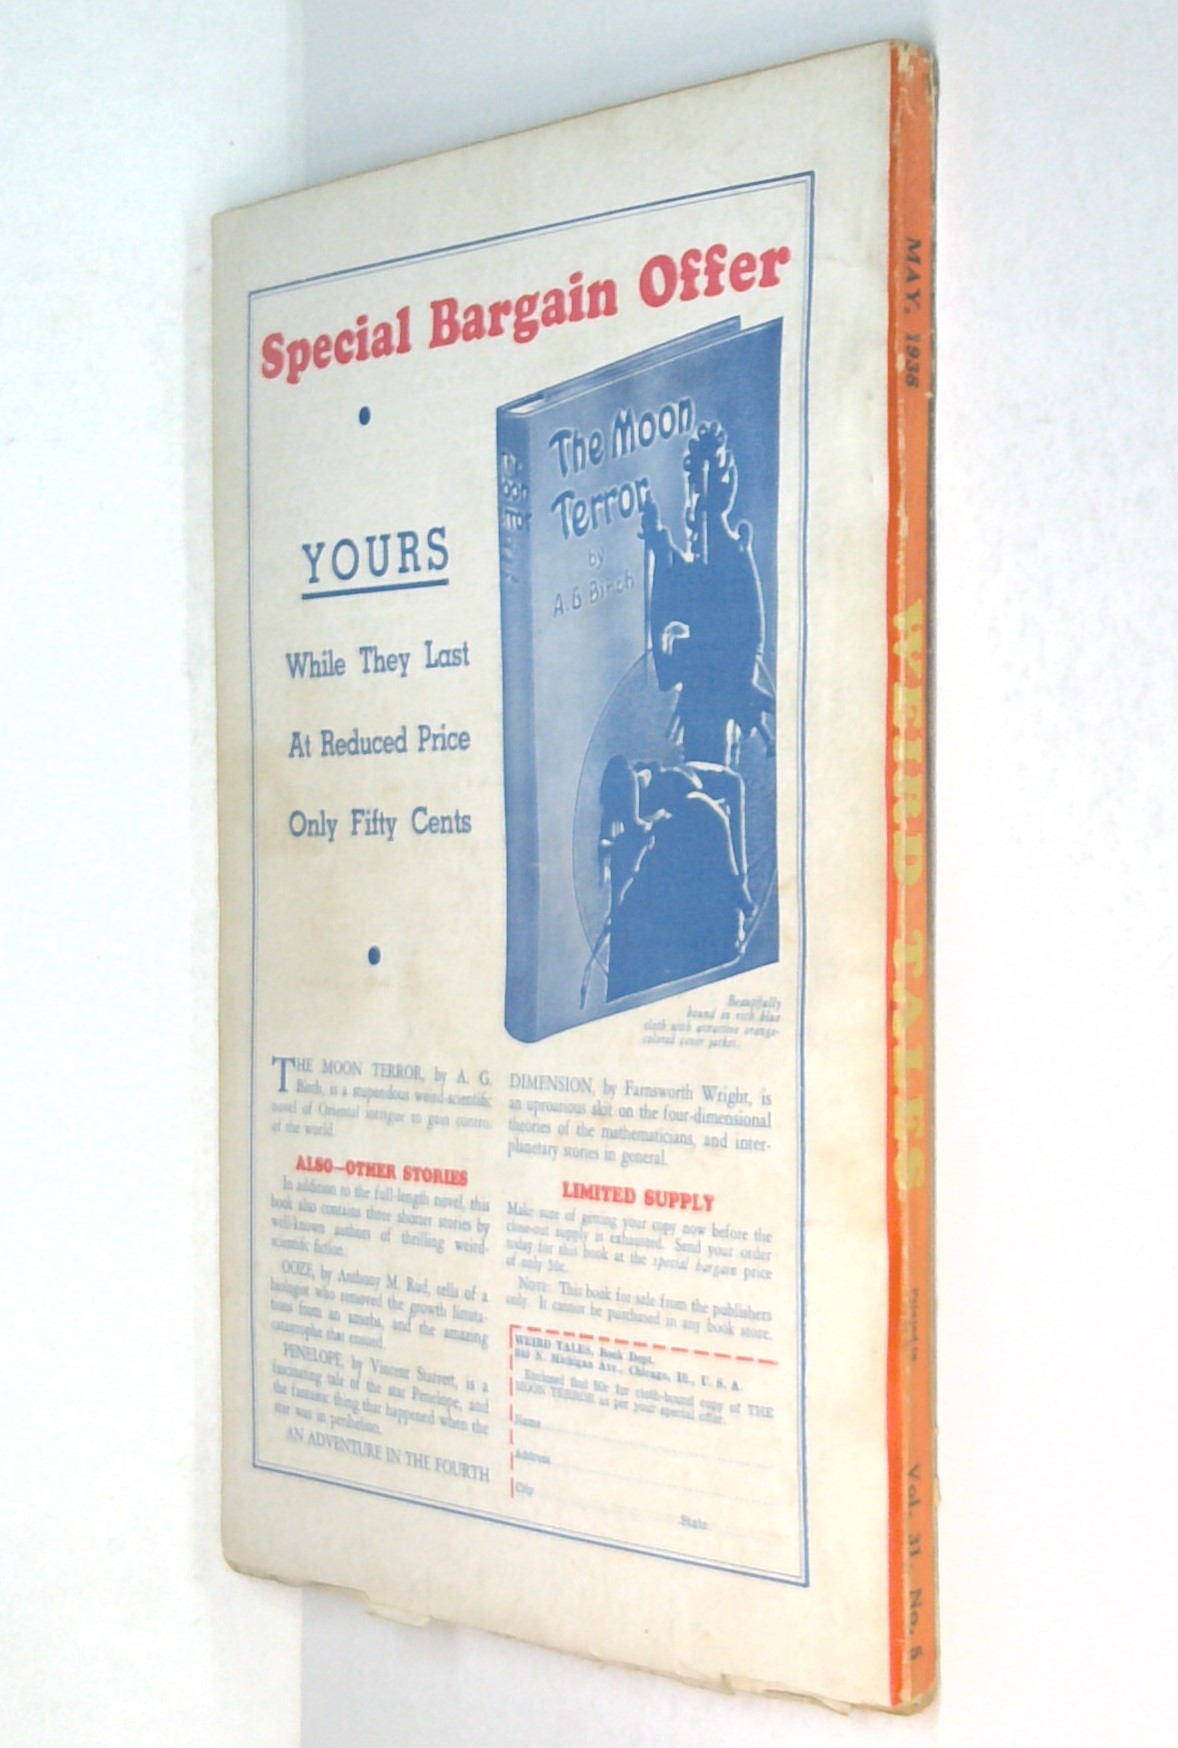 Special Bargain Offer
YOURS
While They Last
At Reduced Price
Only Fifty Cents
The Moon
Terror
by
A.G Birch
Beautifully
bound in rich blue
cloth with attractive orange-
colored cover jacket.
THE MOON TERROR, by A. G.
Birch, is a stupendous weird-scientific
novel of Oriental intrigue to gain control
of the world.
ALSO—OTHER STORIES
In addition to the full-length novel, this
book also contains three shorter stories by
well-known authors of thrilling weird-
scientific fiction:
OOZE, by Anthony M. Rud, tells of a
biologist who removed the growth limita-
tions from an amoeba, and the amazing
catastrophe that ensued.
PENELOPE, by Vincent Starrett, is a
fascinating tale of the star Penelope, and
the fantastic thing that happened when the
star was in perihelion.
AN ADVENTURE IN THE FOURTH
DIMENSION, by Farnsworth Wright, is
an uproarious skit on the four-dimensional
theories of the mathematicians, and inter-
planetary stories in general.
LIMITED SUPPLY
Make sure of getting your copy now before the
close-out supply is exhausted. Send your order
today for this book at the special bargain price
of only 50c.
NOTE: This book for sale from the publishers
only. It cannot be purchased in any book store.
WEIRD TALES, Book Dept.
840 N. Michigan Ave., Chicago, Ill., U. S. A.
Enclosed find 50c for cloth-bound copy of THE
MOON TERROR as per your special offer.
Name
Address
City
State
MAY, 1938
WEIRD TALES
Vol. 31, No. 5